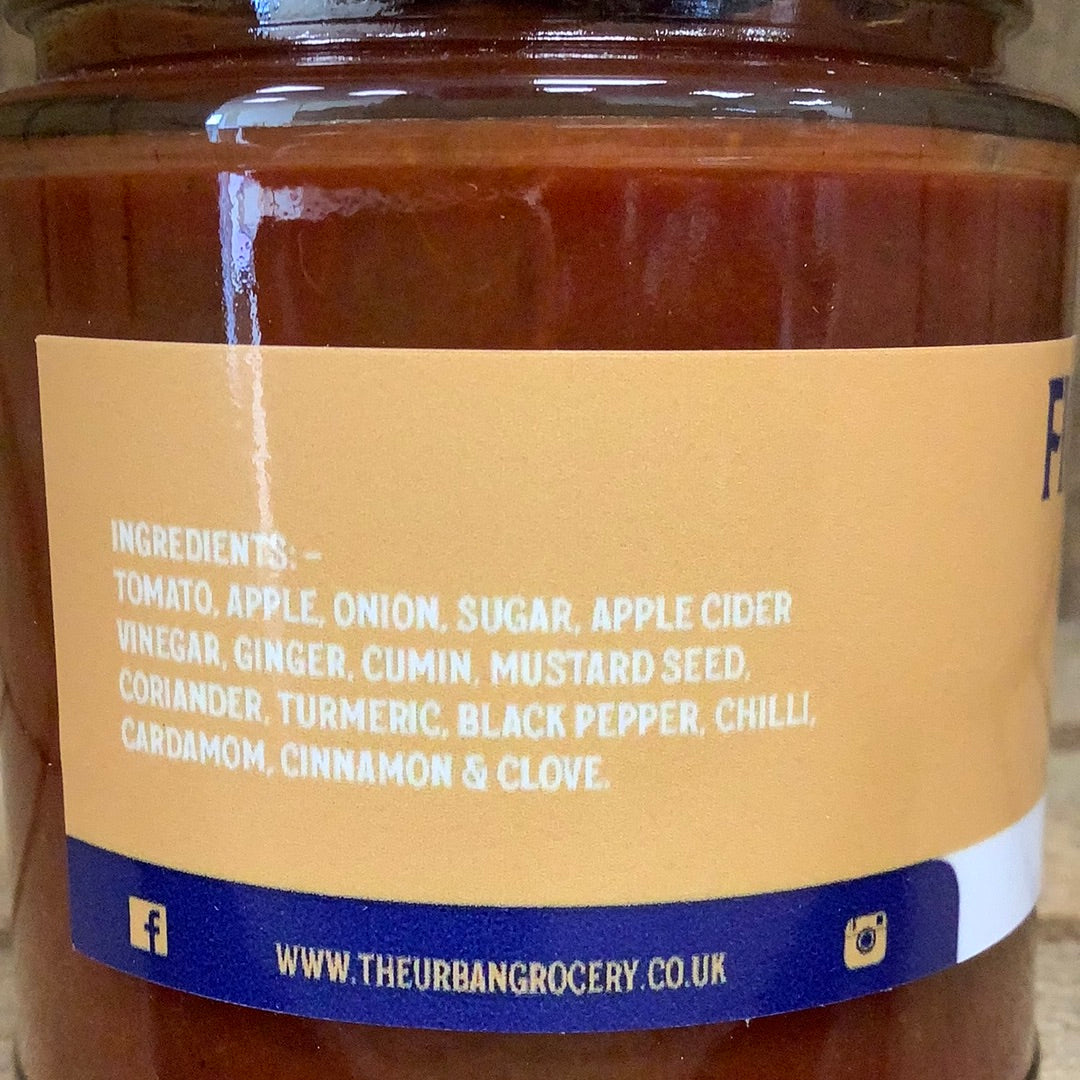 INGREDIENTS: –
TOMATO, APPLE, ONION, SUGAR, APPLE CIDER
VINEGAR, GINGER, CUMIN, MUSTARD SEED,
CORIANDER, TURMERIC, BLACK PEPPER, CHILLI,
CARDAMOM, CINNAMON & CLOVE.
WWW.THEURBANGROCERY.CO.UK